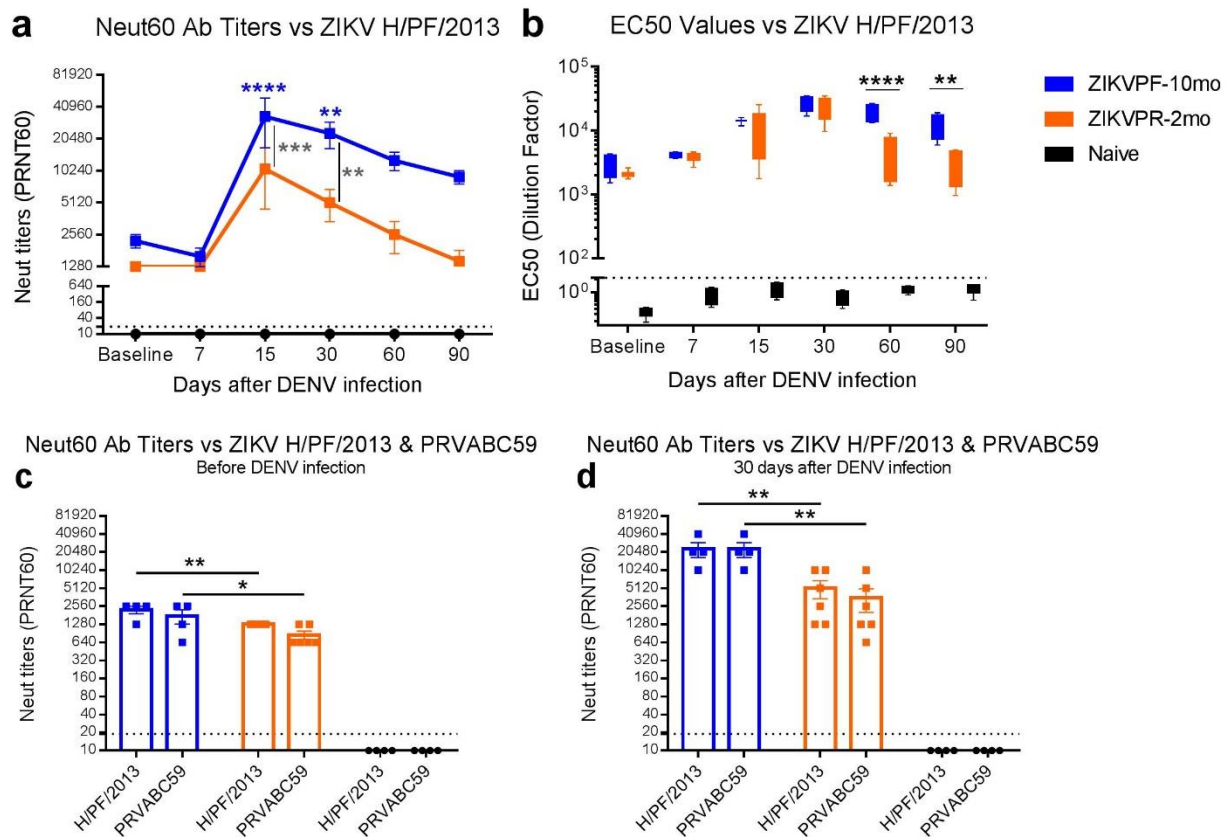 a
Neut60 Ab Titers vs ZIKV H/PF/2013
Neut titers (PRNT60)
81920
40960
20480
10240
5120
2560
1280
640
160
40
10
****
**
***
**
Baseline 7 15 30 60 90
Days after DENV infection
b
EC50 Values vs ZIKV H/PF/2013
EC50 (Dilution Factor)
10⁵
10⁴
10³
10²
10⁰
**** **
Baseline 7 15 30 60 90
Days after DENV infection
ZIKVPF-10mo
ZIKVPR-2mo
Naive
Neut60 Ab Titers vs ZIKV H/PF/2013 & PRVABC59
Before DENV infection
c
Neut titers (PRNT60)
81920
40960
20480
10240
5120
2560
1280
640
320
160
80
40
20
10
**
*
H/PF/2013 PRVABC59 H/PF/2013 PRVABC59 H/PF/2013 PRVABC59
Neut60 Ab Titers vs ZIKV H/PF/2013 & PRVABC59
30 days after DENV infection
d
Neut titers (PRNT60)
81920
40960
20480
10240
5120
2560
1280
640
320
160
80
40
20
10
**
**
H/PF/2013 PRVABC59 H/PF/2013 PRVABC59 H/PF/2013 PRVABC59